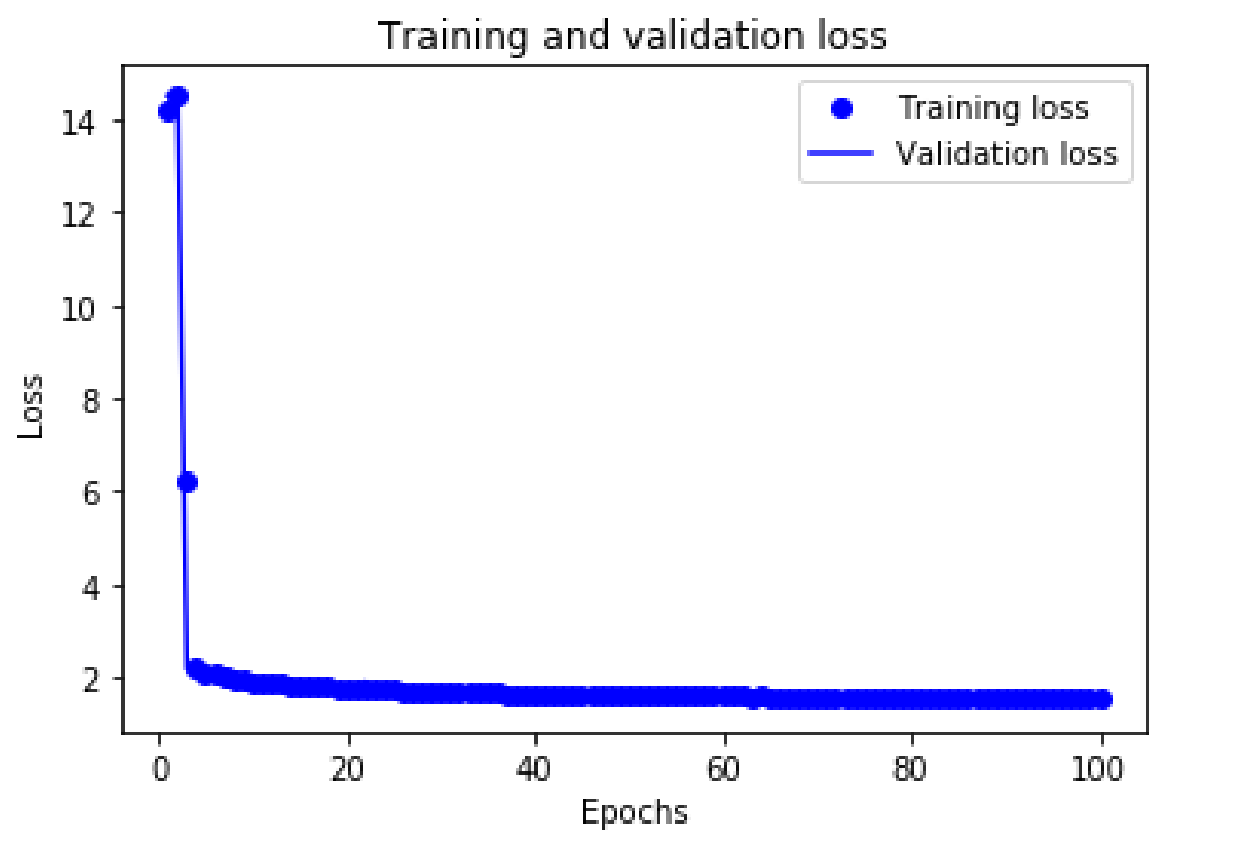 Training and validation loss
Training loss
Validation loss
14
12
10
8
6
4
2
Loss
0 20 40 60 80 100
Epochs